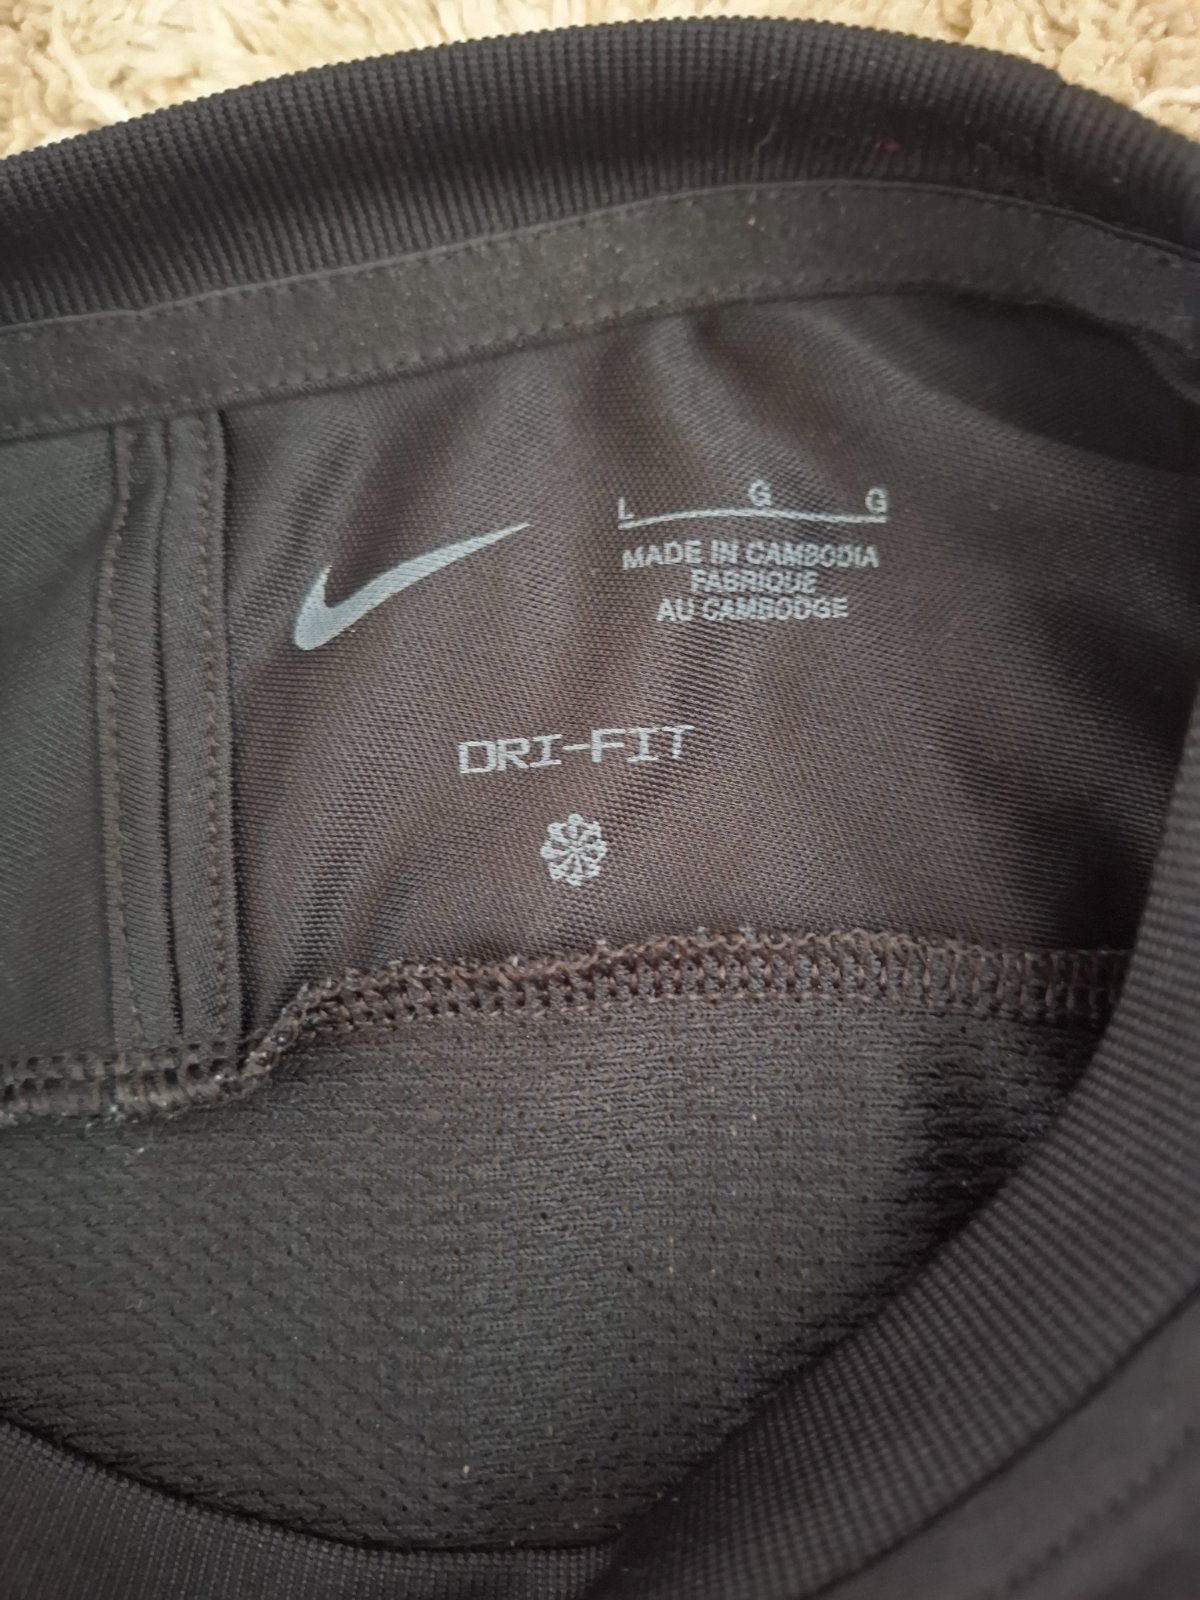 L G G
MADE IN CAMBODIA
FABRIQUE
AU CAMBODGE
DRI-FIT